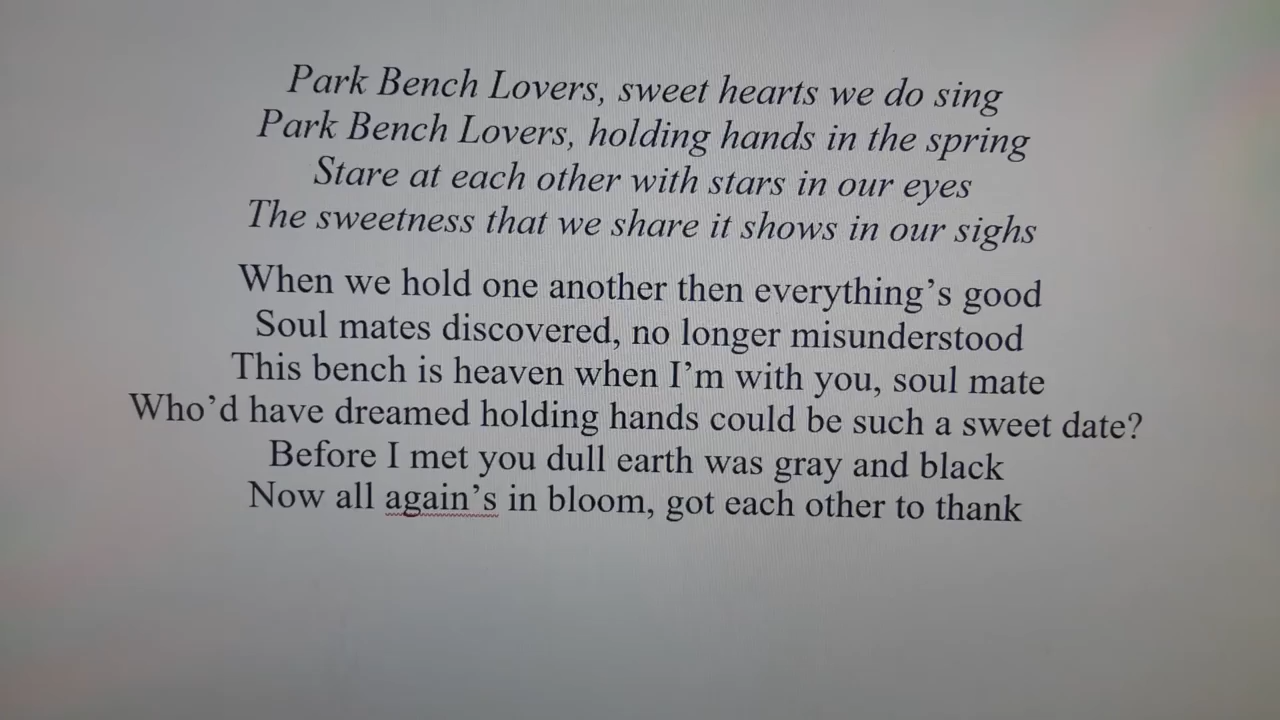 Park Bench Lovers, sweet hearts we do sing
Park Bench Lovers, holding hands in the spring
Stare at each other with stars in our eyes
The sweetness that we share it shows in our sighs
When we hold one another then everything’s good
Soul mates discovered, no longer misunderstood
This bench is heaven when I’m with you, soul mate
Who’d have dreamed holding hands could be such a sweet date?
Before I met you dull earth was gray and black
Now all again’s in bloom, got each other to thank